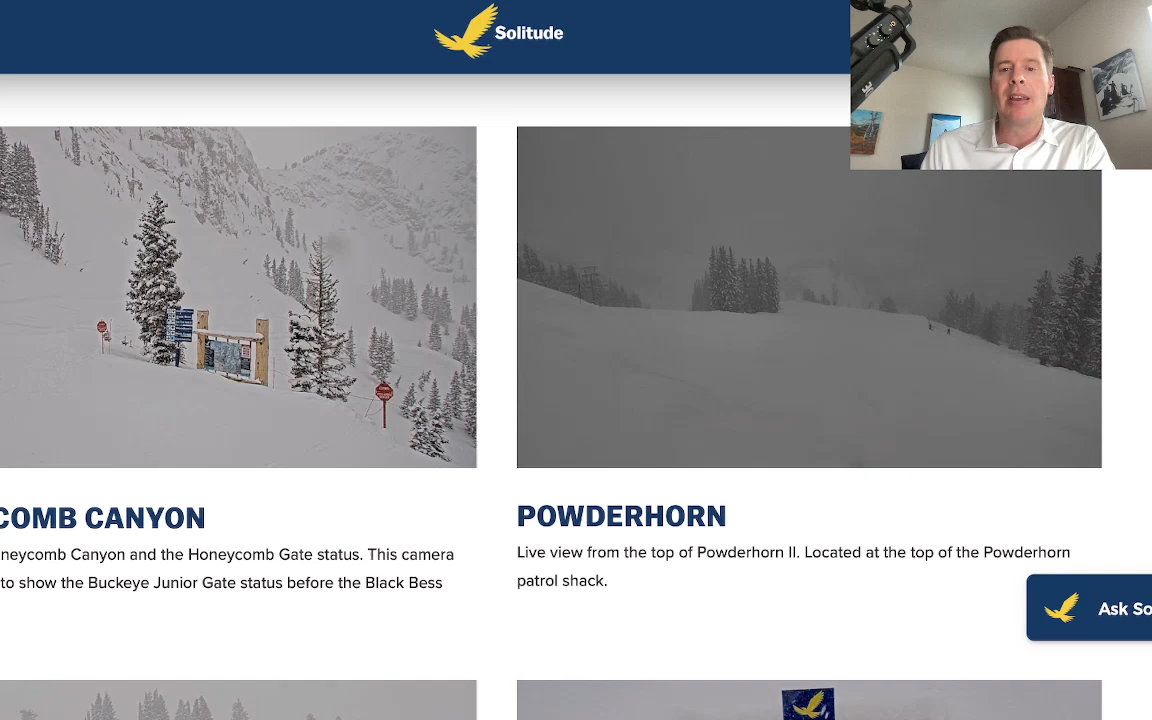 Solitude
COMB CANYON
neycomb Canyon and the Honeycomb Gate status. This camera
to show the Buckeye Junior Gate status before the Black Bess
POWDERHORN
Live view from the top of Powderhorn II. Located at the top of the Powderhorn
patrol shack.
Ask So